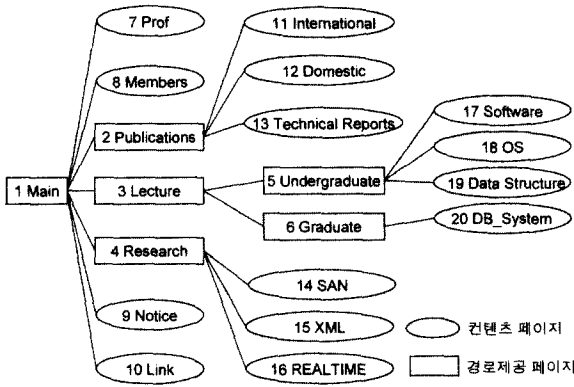 7 Prof
11 International
8 Members
12 Domestic
2 Publications
13 Technical Reports
17 Software
18 OS
1 Main
3 Lecture
5 Undergraduate
19 Data Structure
6 Graduate
20 DB_System
4 Research
14 SAN
9 Notice
15 XML
컨텐츠 페이지
10 Link
16 REALTIME
경로제공 페이지